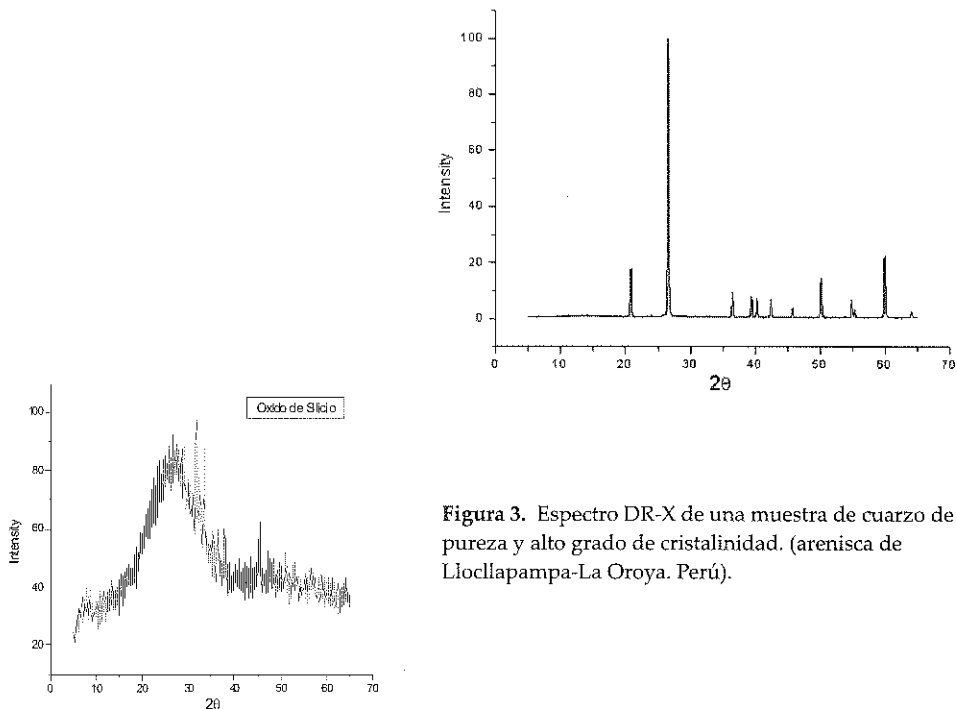 100
80
60
40
20
0
Intensity
0 10 20 30 40 50 60 70
2θ
100
80
60
40
20
Intensity
Oxido de Slicio
0 10 20 30 40 50 60 70
2θ
Figura 3. Espectro DR-X de una muestra de cuarzo de
pureza y alto grado de cristalinidad. (arenisca de
Llocllapampa-La Oroya. Perú).